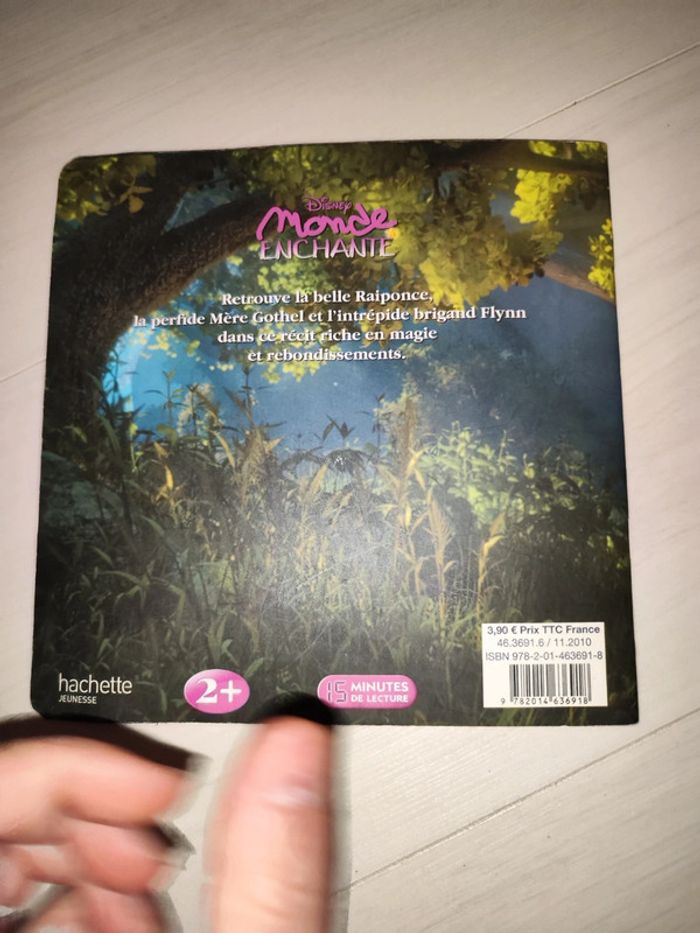 DISNEY
Monde
ENCHANTÉ
Retrouve la belle Raiponce,
la perfide Mère Gothel et l'intrépide brigand Flynn
dans ce récit riche en magie
et rebondissements.
3,90 € Prix TTC France
46.3691.6 / 11.2010
ISBN 978-2-01-463691-8
9 782014 636918
hachette
JEUNESSE
2+
15 MINUTES
DE LECTURE